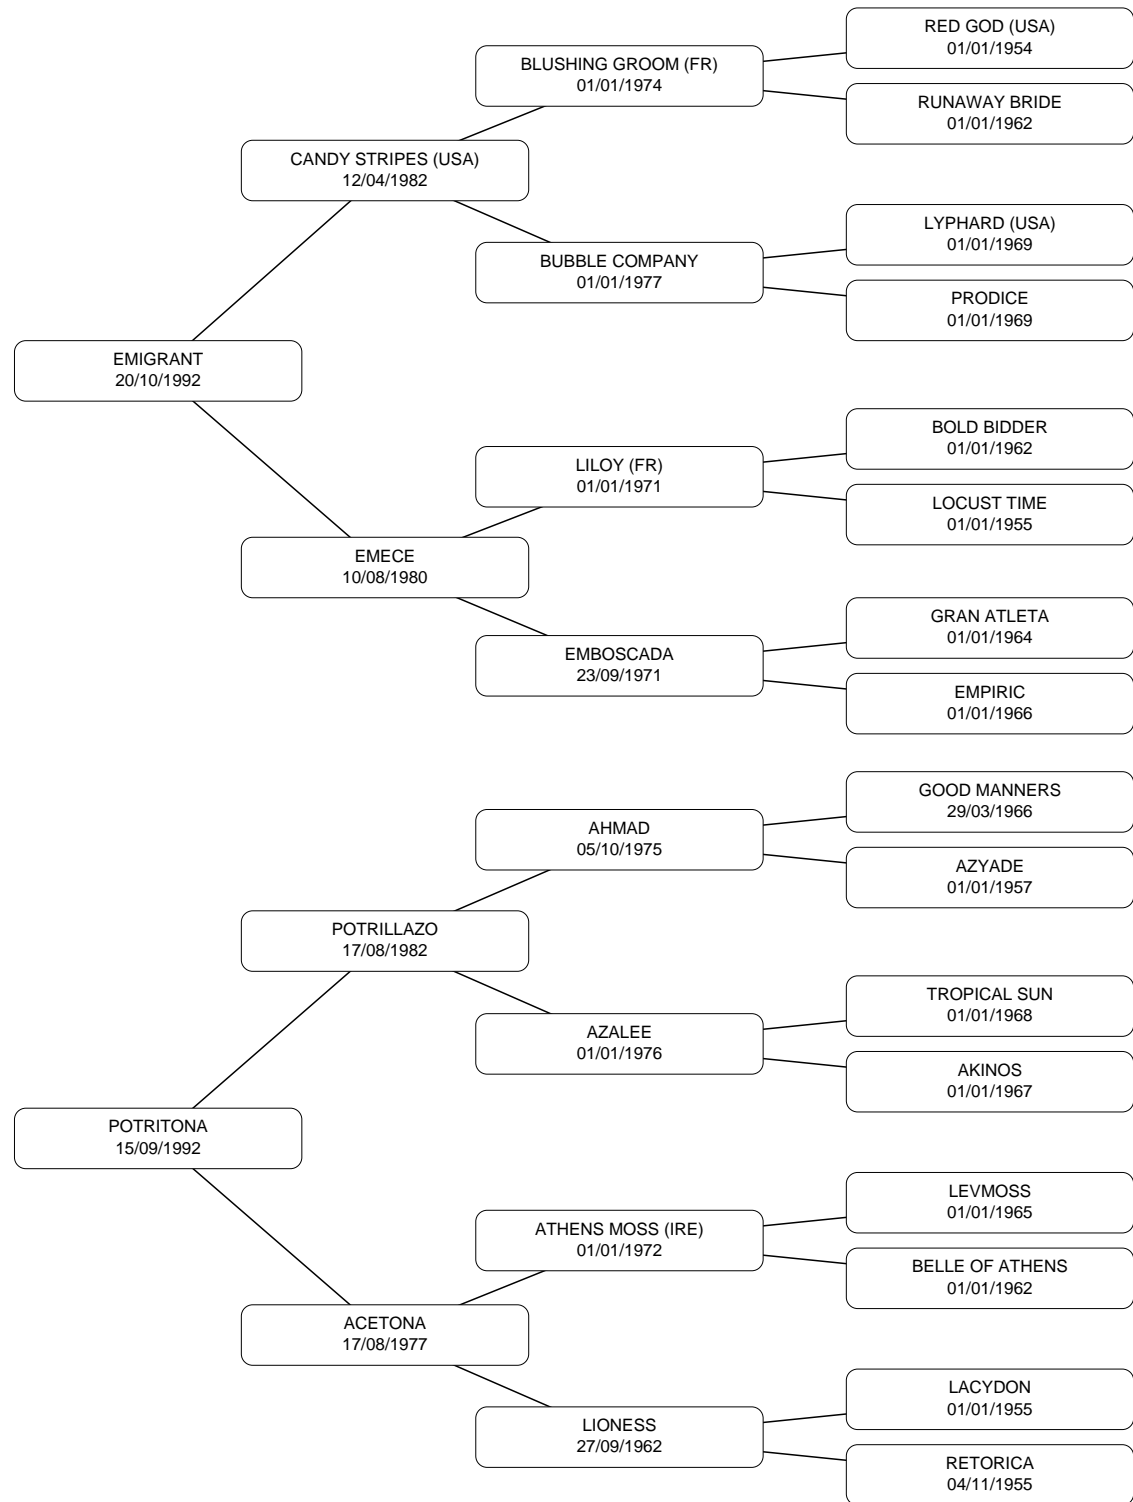 RED GOD (USA)
01/01/1954
BLUSHING GROOM (FR)
01/01/1974
RUNAWAY BRIDE
01/01/1962
CANDY STRIPES (USA)
12/04/1982
LYPHARD (USA)
01/01/1969
BUBBLE COMPANY
01/01/1977
PRODICE
01/01/1969
EMIGRANT
20/10/1992
BOLD BIDDER
01/01/1962
LILOY (FR)
01/01/1971
LOCUST TIME
01/01/1955
EMECE
10/08/1980
GRAN ATLETA
01/01/1964
EMBOSCADA
23/09/1971
EMPIRIC
01/01/1966
GOOD MANNERS
29/03/1966
AHMAD
05/10/1975
AZYADE
01/01/1957
POTRILLAZO
17/08/1982
TROPICAL SUN
01/01/1968
AZALEE
01/01/1976
AKINOS
01/01/1967
POTRITONA
15/09/1992
LEVMOSS
01/01/1965
ATHENS MOSS (IRE)
01/01/1972
BELLE OF ATHENS
01/01/1962
ACETONA
17/08/1977
LACYDON
01/01/1955
LIONESS
27/09/1962
RETORICA
04/11/1955